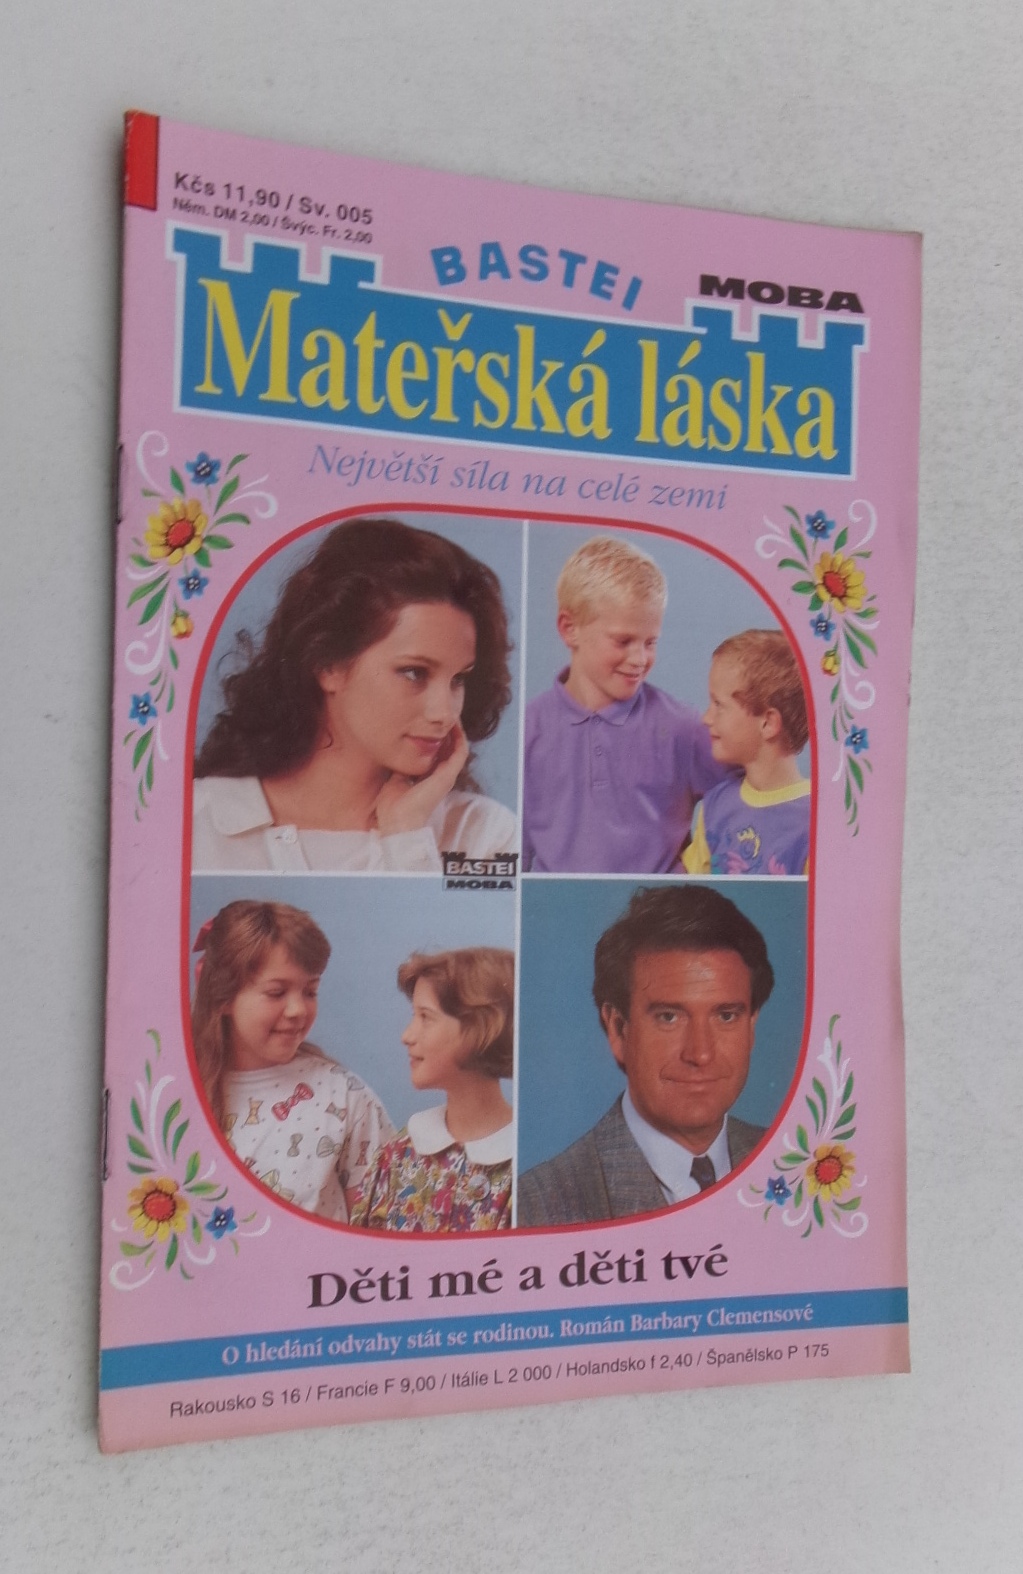 Kčs 11,90 / Sv. 005
Něm. DM 2,00 / Švýc. Fr. 2,00
BASTEI
MOBA
Mateřská láska
Největší síla na celé zemi
BASTEI
MOBA
Děti mé a děti tvé
O hledání odvahy stát se rodinou. Román Barbary Clemensové
Rakousko S 16 / Francie F 9,00 / Itálie L 2 000 / Holandsko f 2,40 / Španělsko P 175